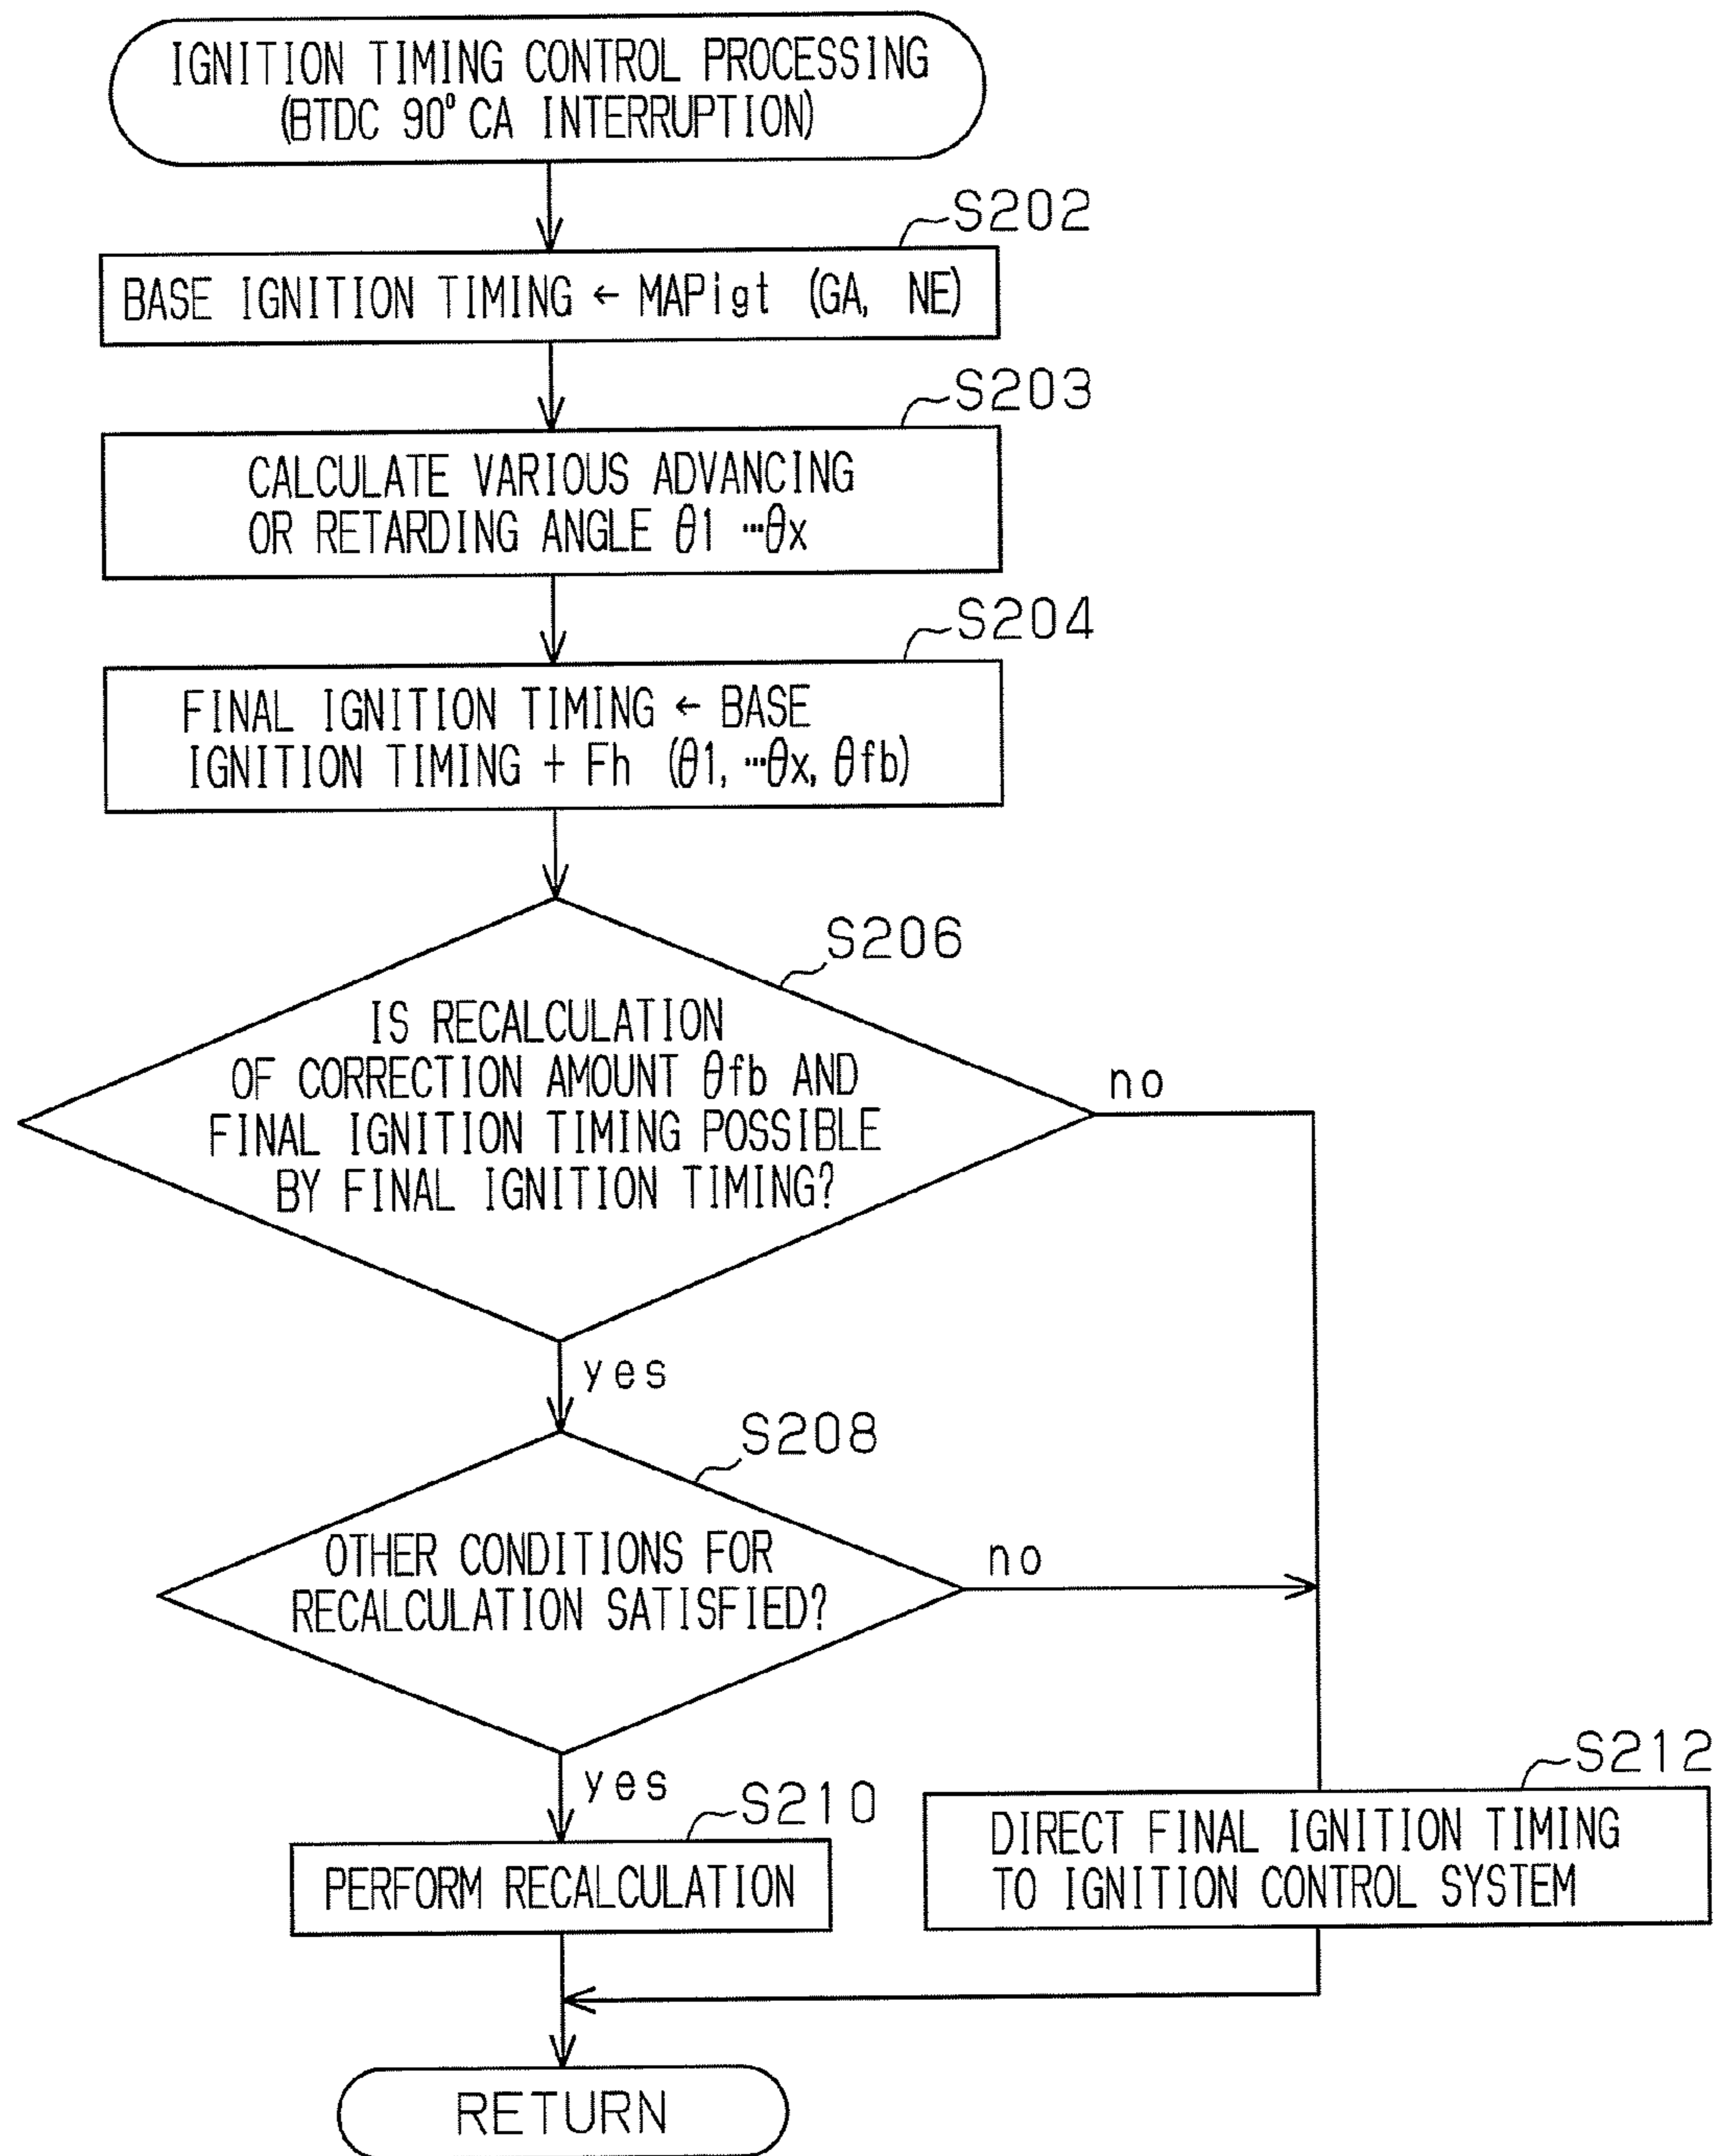 IGNITION TIMING CONTROL PROCESSING
(BTDC 90° CA INTERRUPTION)
S202
BASE IGNITION TIMING ← MAPigt (GA, NE)
S203
CALCULATE VARIOUS ADVANCING
OR RETARDING ANGLE θ1 …θx
S204
FINAL IGNITION TIMING ← BASE
IGNITION TIMING + Fh (θ1, …θx, θfb)
S206
IS RECALCULATION
OF CORRECTION AMOUNT θfb AND
FINAL IGNITION TIMING POSSIBLE
BY FINAL IGNITION TIMING?
no
yes
S208
OTHER CONDITIONS FOR
RECALCULATION SATISFIED?
no
yes
S210
PERFORM RECALCULATION
S212
DIRECT FINAL IGNITION TIMING
TO IGNITION CONTROL SYSTEM
RETURN